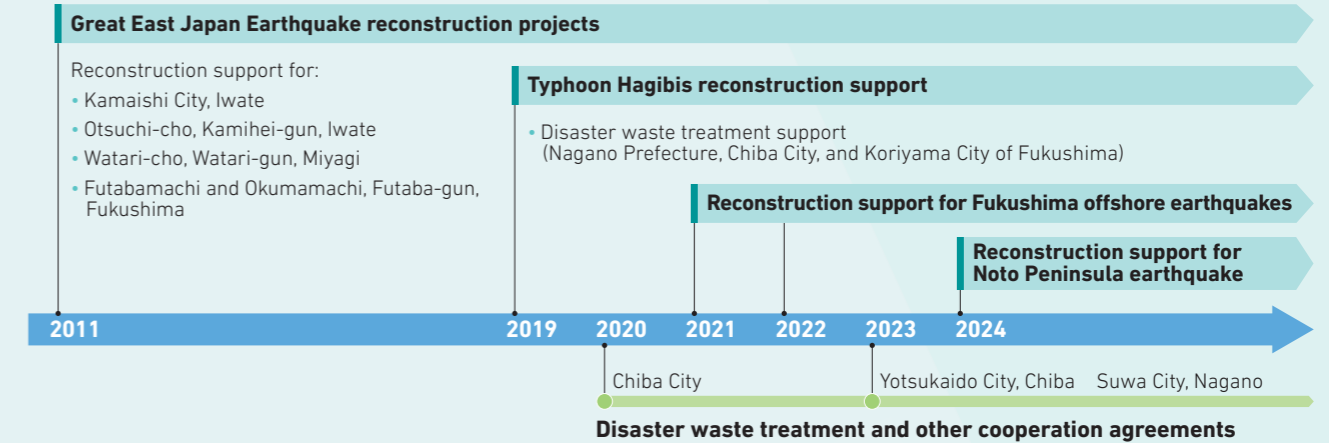 Great East Japan Earthquake reconstruction projects
Reconstruction support for:
• Kamaishi City, Iwate
• Otsuchi-cho, Kamihei-gun, Iwate
• Watari-cho, Watari-gun, Miyagi
• Futabamachi and Okumamachi, Futaba-gun,
Fukushima
Typhoon Hagibis reconstruction support
• Disaster waste treatment support
(Nagano Prefecture, Chiba City, and Koriyama City of Fukushima)
Reconstruction support for Fukushima offshore earthquakes
Reconstruction support for
Noto Peninsula earthquake
2011 2019 2020 2021 2022 2023 2024
Chiba City Yotsukaido City, Chiba Suwa City, Nagano
Disaster waste treatment and other cooperation agreements